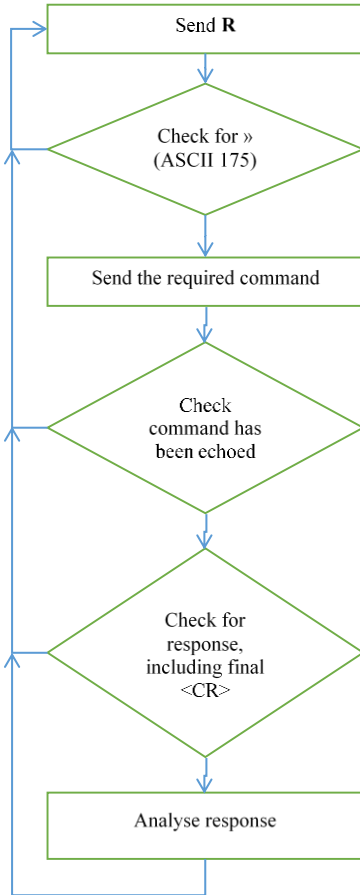 Send R
Check for »
(ASCII 175)
Send the required command
Check
command has
been echoed
Check for
response,
including final
<CR>
Analyse response